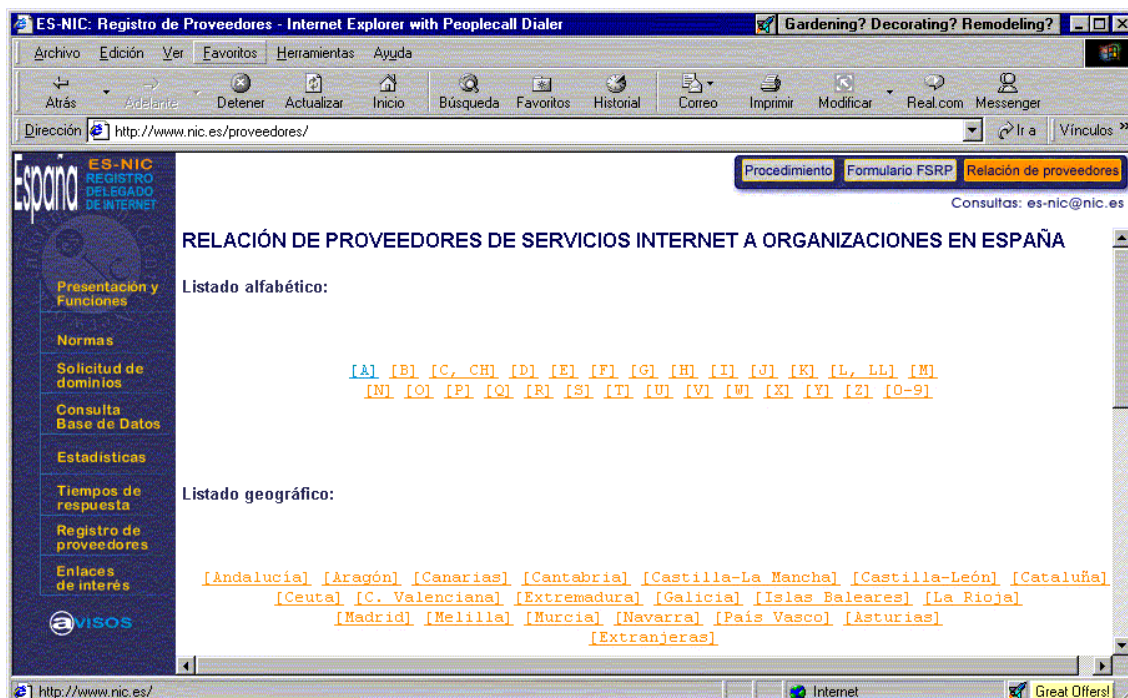 ES-NIC: Registro de Proveedores - Internet Explorer with Peoplecall Dialer
Gardening? Decorating? Remodeling?
Archivo Edición Ver Favoritos Herramientas Ayuda
Atrás Adelante Detener Actualizar Inicio Búsqueda Favoritos Historial Correo Imprimir Modificar Real.com Messenger
Dirección http://www.nic.es/proveedores/ Ir a Vínculos »
España
ES-NIC
REGISTRO
DELEGADO
DE INTERNET
Procedimiento Formulario FSRP Relación de proveedores
Consultas: es-nic@nic.es
Presentación y
Funciones
Normas
Solicitud de
dominios
Consulta
Base de Datos
Estadísticas
Tiempos de
respuesta
Registro de
proveedores
Enlaces
de interés
avisos
RELACIÓN DE PROVEEDORES DE SERVICIOS INTERNET A ORGANIZACIONES EN ESPAÑA
Listado alfabético:
[A] [B] [C, CH] [D] [E] [F] [G] [H] [I] [J] [K] [L, LL] [M]
[N] [O] [P] [Q] [R] [S] [T] [U] [V] [W] [X] [Y] [Z] [0-9]
Listado geográfico:
[Andalucía] [Aragón] [Canarias] [Cantabria] [Castilla-La Mancha] [Castilla-León] [Cataluña]
[Ceuta] [C. Valenciana] [Extremadura] [Galicia] [Islas Baleares] [La Rioja]
[Madrid] [Melilla] [Murcia] [Navarra] [País Vasco] [Asturias]
[Extranjeras]
http://www.nic.es/ Internet Great Offers!